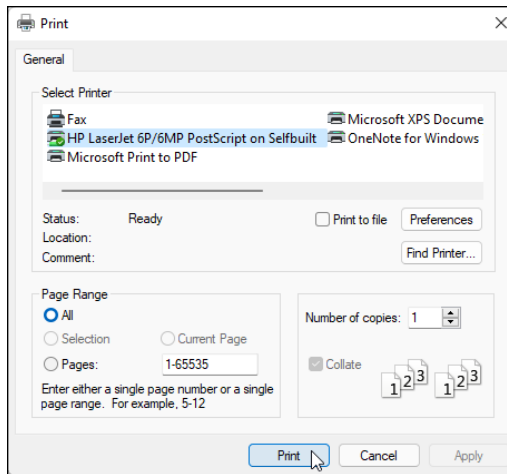 Print
General
Select Printer
Fax
Microsoft XPS Docume
HP LaserJet 6P/6MP PostScript on Selfbuilt
OneNote for Windows
Microsoft Print to PDF
Status: Ready
Print to file
Preferences
Location:
Comment:
Find Printer...
Page Range
All
Selection
Current Page
Pages:
1-65535
Enter either a single page number or a single
page range. For example, 5-12
Number of copies: 1
Collate
1 2 3 1 2 3
Print
Cancel
Apply